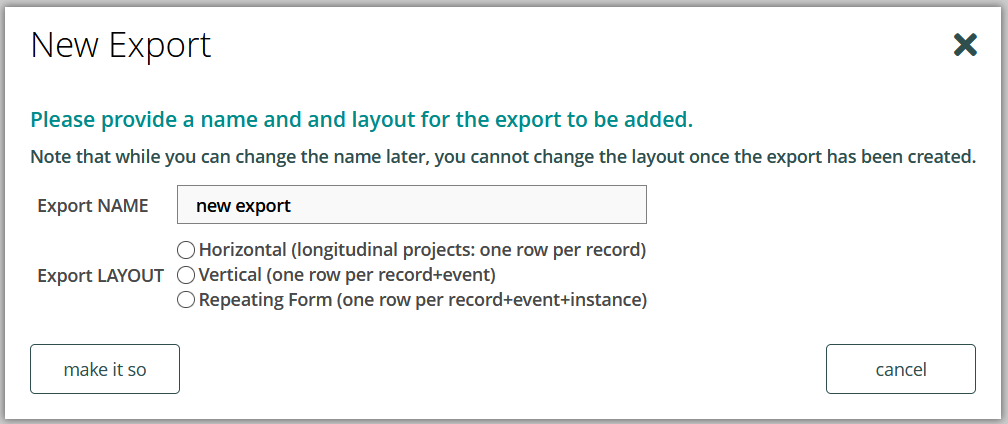 New Export
Please provide a name and and layout for the export to be added.
Note that while you can change the name later, you cannot change the layout once the export has been created.
Export NAME
new export
Export LAYOUT
Horizontal (longitudinal projects: one row per record)
Vertical (one row per record+event)
Repeating Form (one row per record+event+instance)
make it so
cancel